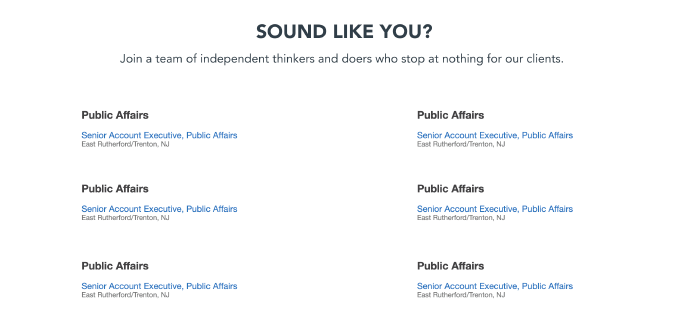 SOUND LIKE YOU?
Join a team of independent thinkers and doers who stop at nothing for our clients.
Public Affairs
Senior Account Executive, Public Affairs
East Rutherford/Trenton, NJ
Public Affairs
Senior Account Executive, Public Affairs
East Rutherford/Trenton, NJ
Public Affairs
Senior Account Executive, Public Affairs
East Rutherford/Trenton, NJ
Public Affairs
Senior Account Executive, Public Affairs
East Rutherford/Trenton, NJ
Public Affairs
Senior Account Executive, Public Affairs
East Rutherford/Trenton, NJ
Public Affairs
Senior Account Executive, Public Affairs
East Rutherford/Trenton, NJ